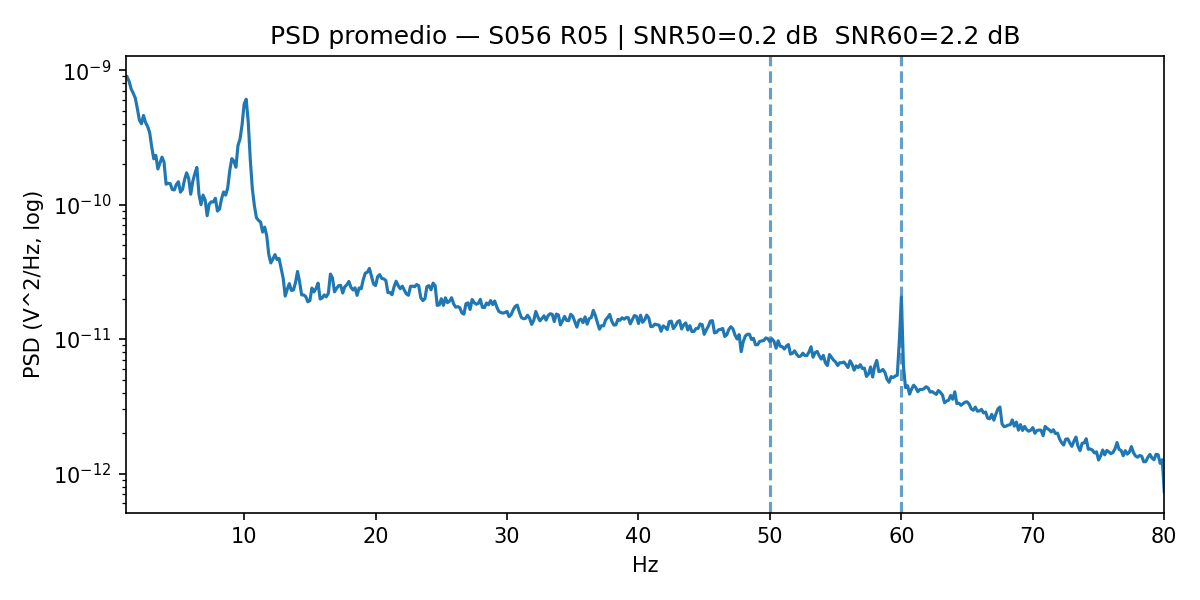 PSD promedio — S056 R05 | SNR50=0.2 dB  SNR60=2.2 dB
PSD (V^2/Hz, log)
10⁻⁹
10⁻¹⁰
10⁻¹¹
10⁻¹²
10 20 30 40 50 60 70 80
Hz